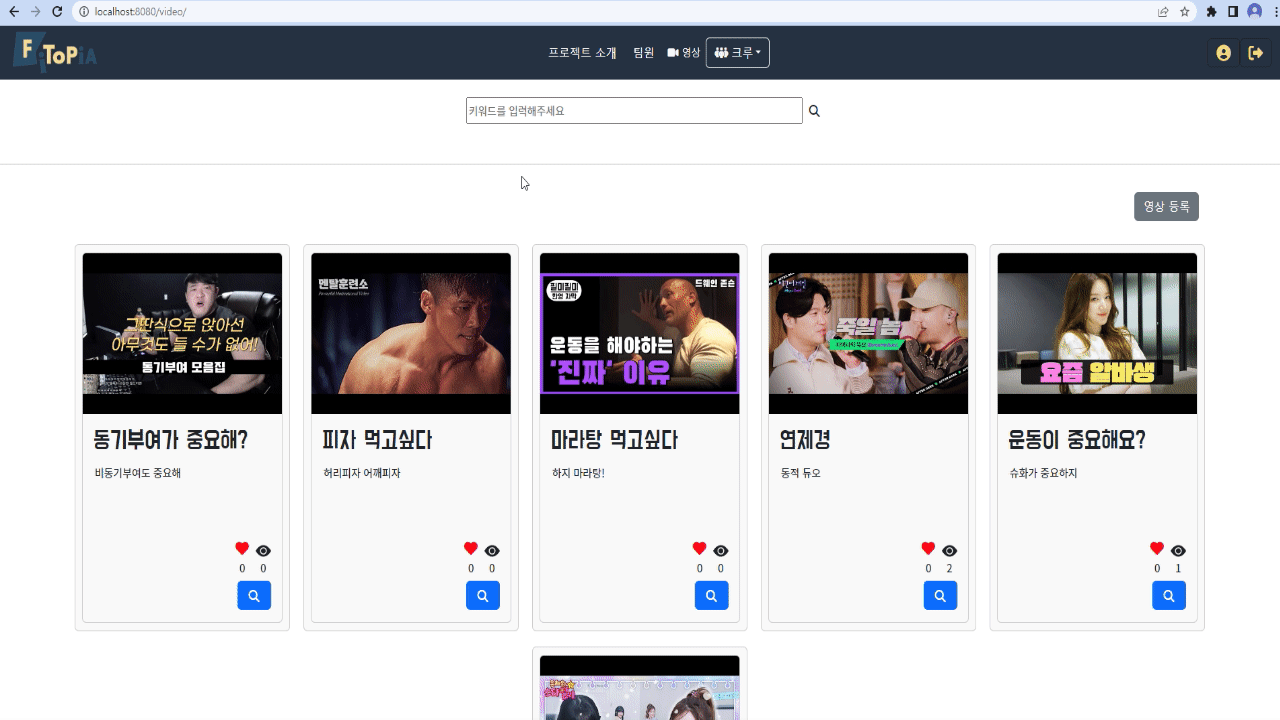 localhost:8080/video/
FiToPiA
프로젝트 소개 팀원 영상 크루
키워드를 입력해주세요
영상 등록
그딴식으로 앉아선
아무것도 들 수가 없어!
동기부여 모음집
동기부여가 중요해?
비동기부여도 중요해
0 0
멘탈훈련소
피자 먹고싶다
허리피자 어깨피자
0 0
드웨인 존슨
운동을 해야하는
'진짜' 이유
마라탕 먹고싶다
하지 마라탕!
0 0
죽일 놈
연제경
동적 듀오
0 2
요즘 알바생
운동이 중요해요?
슈화가 중요하지
0 1